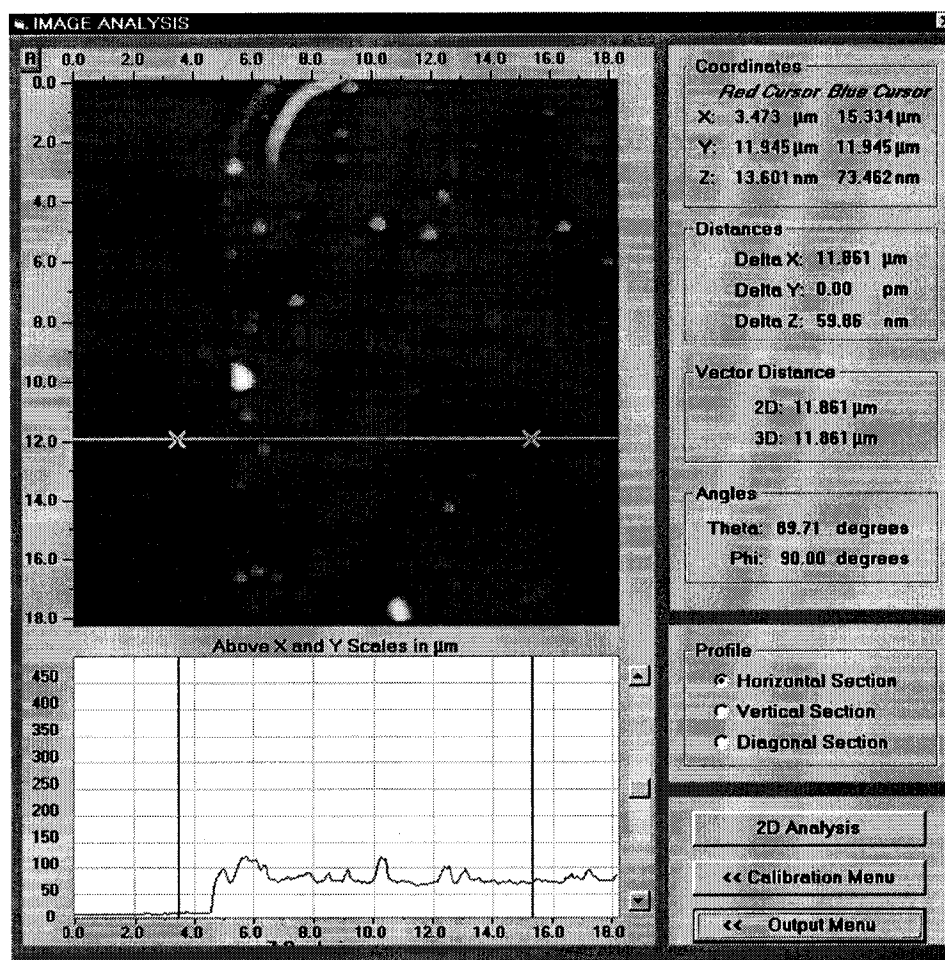 IMAGE ANALYSIS
R 0.0 2.0 4.0 6.0 8.0 10.0 12.0 14.0 16.0 18.0
0.0
2.0
4.0
6.0
8.0
10.0
12.0
14.0
16.0
18.0
Above X and Y Scales in µm
450
400
350
300
250
200
150
100
50
0
0.0 2.0 4.0 6.0 8.0 10.0 12.0 14.0 16.0 18.0
Coordinates
Red Cursor Blue Cursor
X: 3.473 µm 15.334 µm
Y: 11.945 µm 11.945 µm
Z: 13.601 nm 73.462 nm
Distances
Delta X: 11.861 µm
Delta Y: 0.00 pm
Delta Z: 59.86 nm
Vector Distance
2D: 11.861 µm
3D: 11.861 µm
Angles
Theta: 89.71 degrees
Phi: 90.00 degrees
Profile
Horizontal Section
Vertical Section
Diagonal Section
2D Analysis
<< Calibration Menu
<< Output Menu